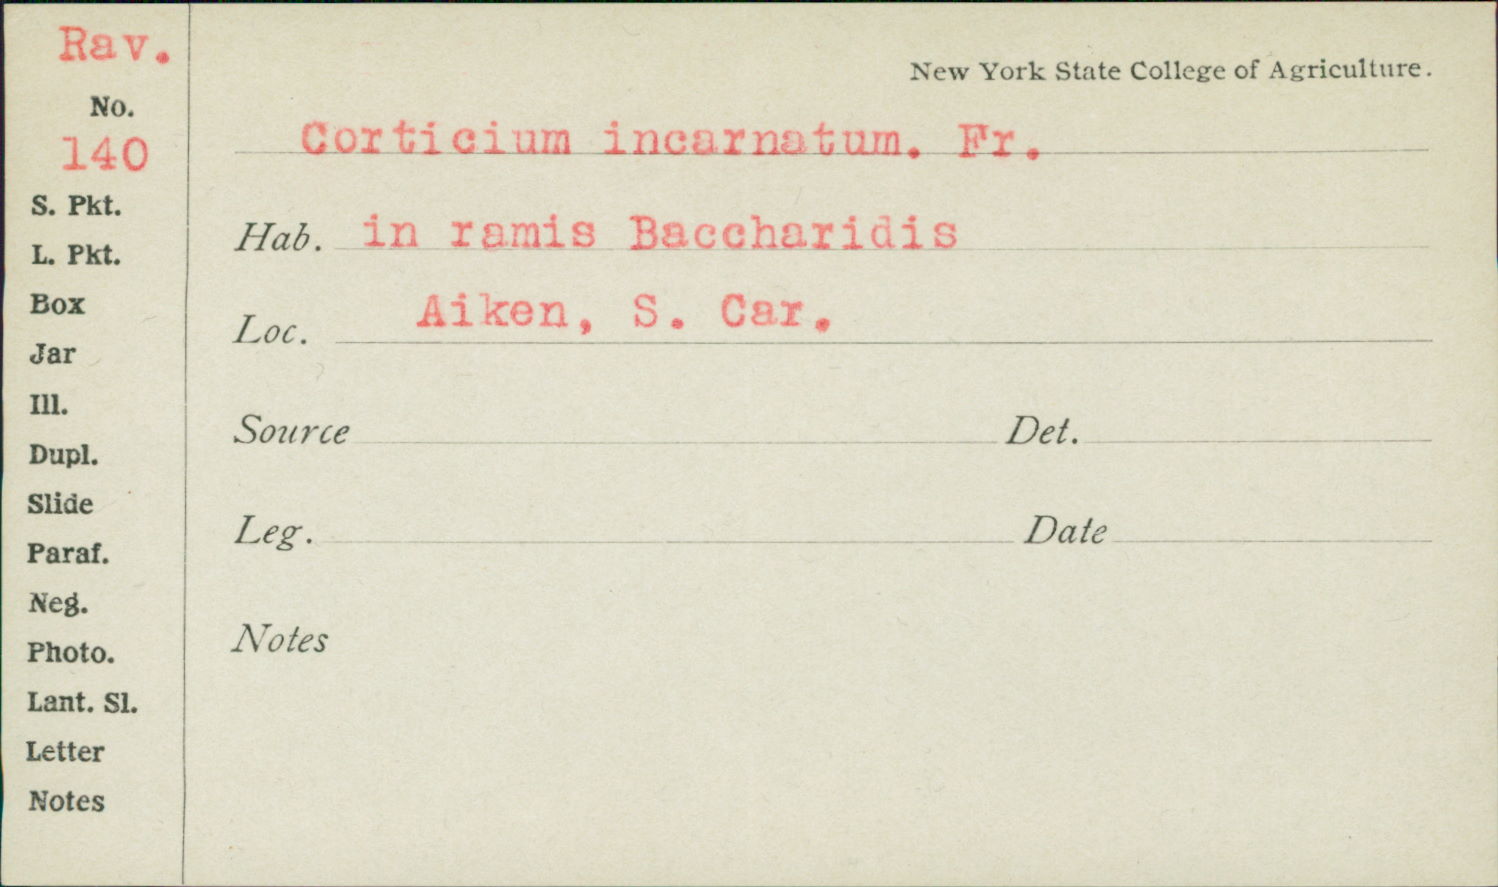 Rav.
No.
140
S. Pkt.
L. Pkt.
Box
Jar
Ill.
Dupl.
Slide
Paraf.
Neg.
Photo.
Lant. Sl.
Letter
Notes
New York State College of Agriculture.
Corticium incarnatum. Fr.
Hab. in ramis Baccharidis
Loc. Aiken, S. Car.
Source Det.
Leg. Date
Notes